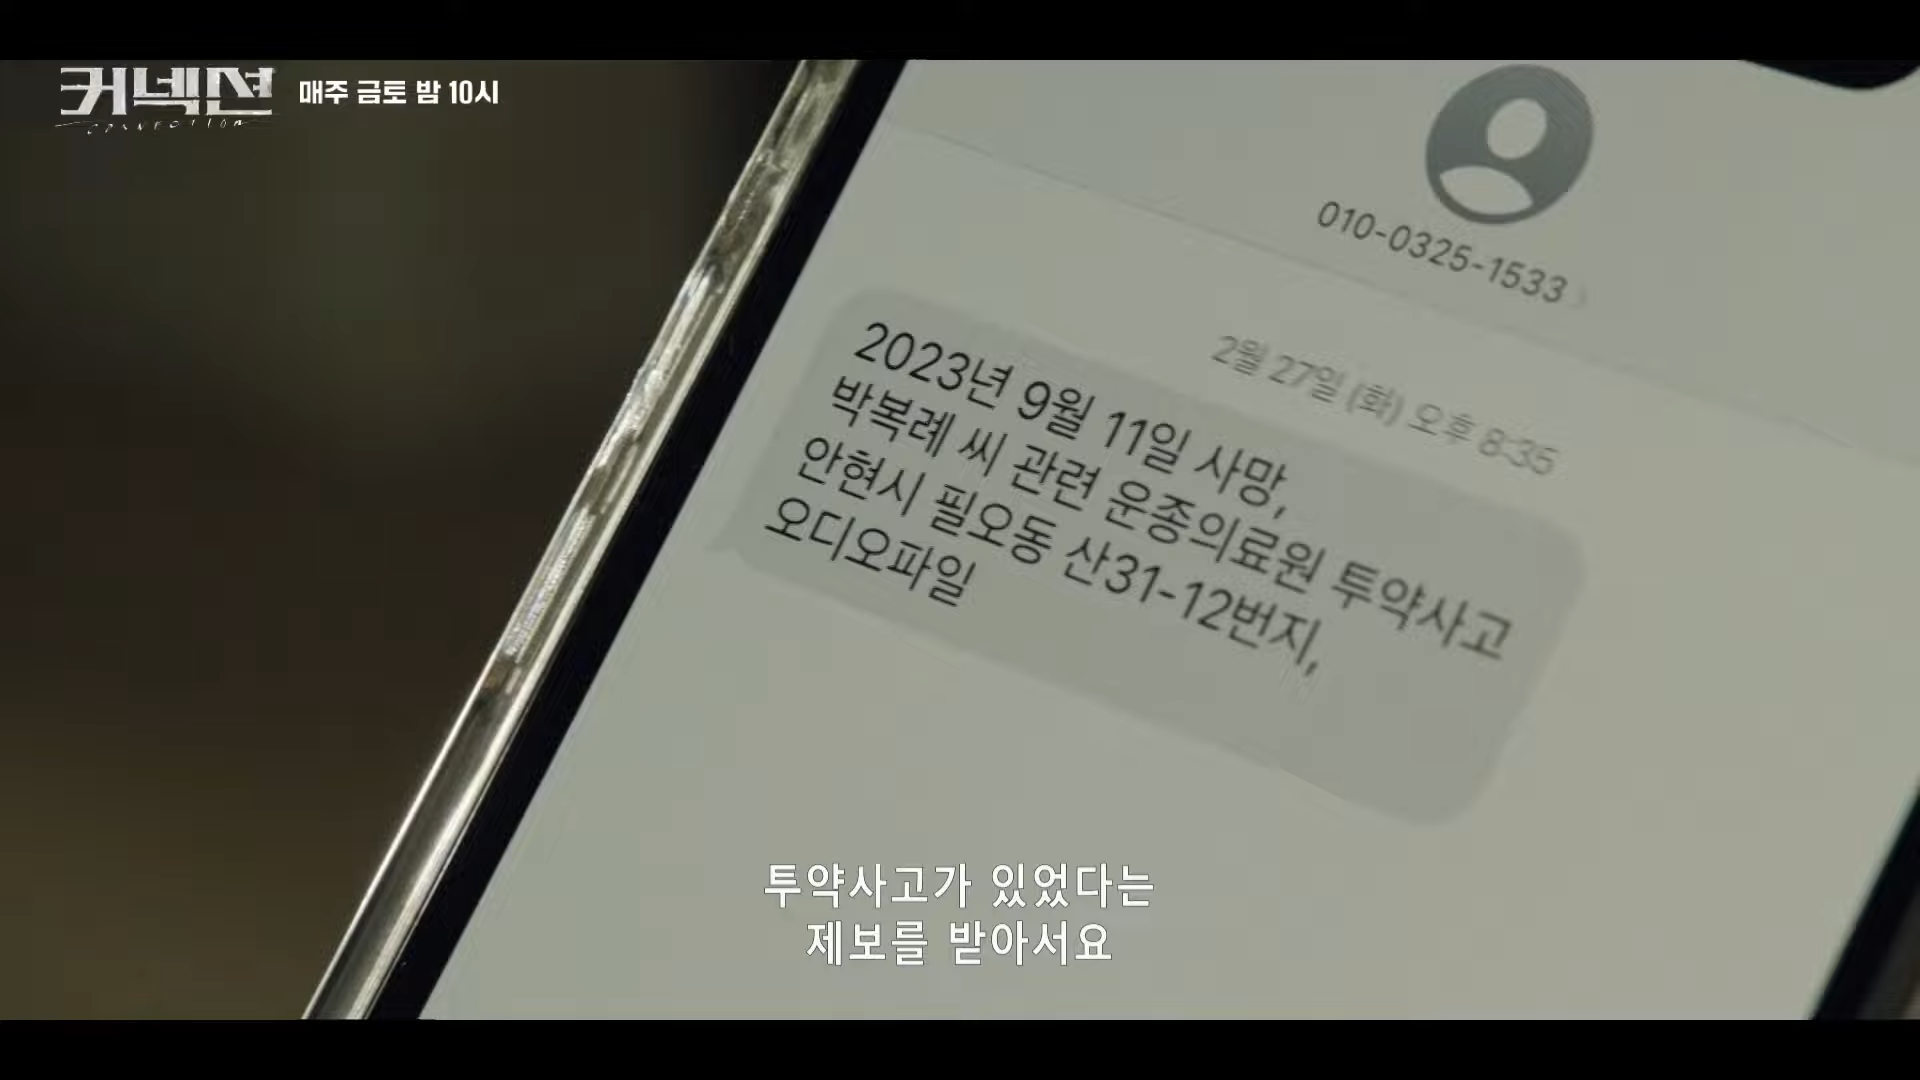 커넥션
CONNECTION
매주 금토 밤 10시
010-0325-1533
2월 27일 (화) 오후 8:35
2023년 9월 11일 사망,
박복례 씨 관련 운종의료원 투약사고
안현시 필오동 산31-12번지,
오디오파일
투약사고가 있었다는
제보를 받아서요